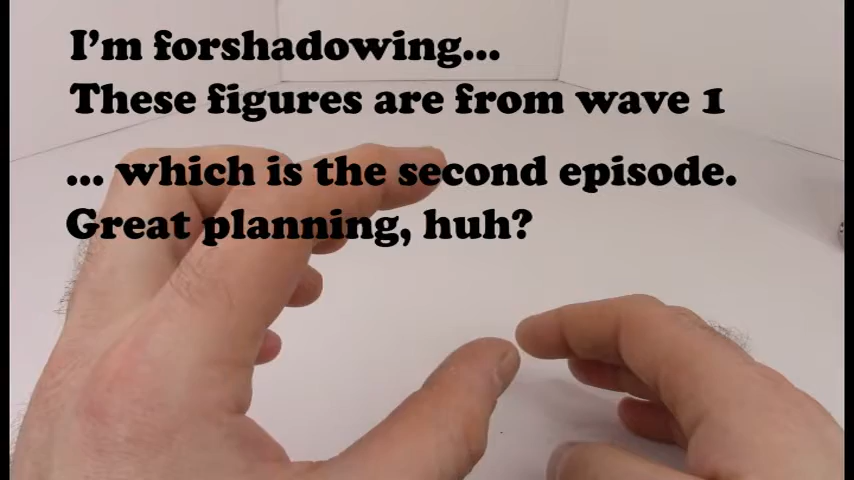 I'm forshadowing...
These figures are from wave 1
... which is the second episode.
Great planning, huh?